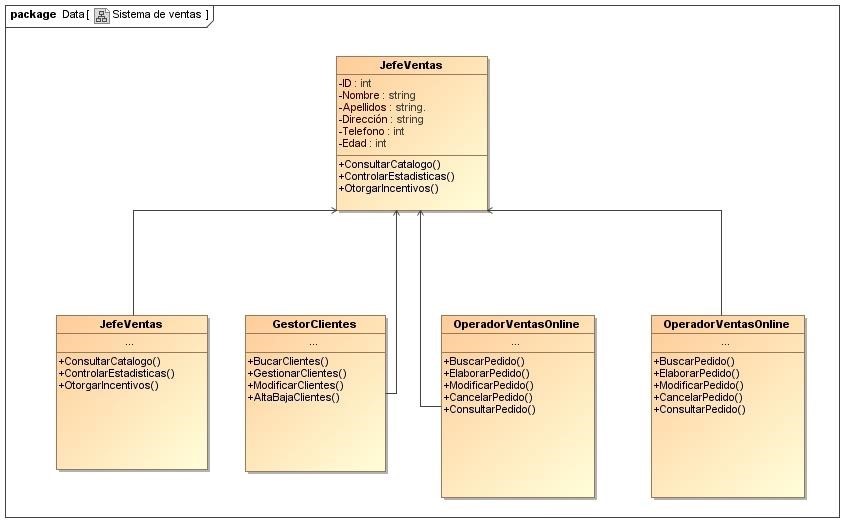 package Data[ Sistema de ventas ]
JefeVentas
-ID : int
-Nombre : string
-Apellidos : string.
-Dirección : string
-Telefono : int
-Edad : int
+ConsultarCatalogo()
+ControlarEstadisticas()
+OtorgarIncentivos()
JefeVentas
...
+ConsultarCatalogo()
+ControlarEstadisticas()
+OtorgarIncentivos()
GestorClientes
...
+BucarClientes()
+GestionarClientes()
+ModificarClientes()
+AltaBajaClientes()
OperadorVentasOnline
...
+BuscarPedido()
+ElaborarPedido()
+ModificarPedido()
+CancelarPedido()
+ConsultarPedido()
OperadorVentasOnline
...
+BuscarPedido()
+ElaborarPedido()
+ModificarPedido()
+CancelarPedido()
+ConsultarPedido()